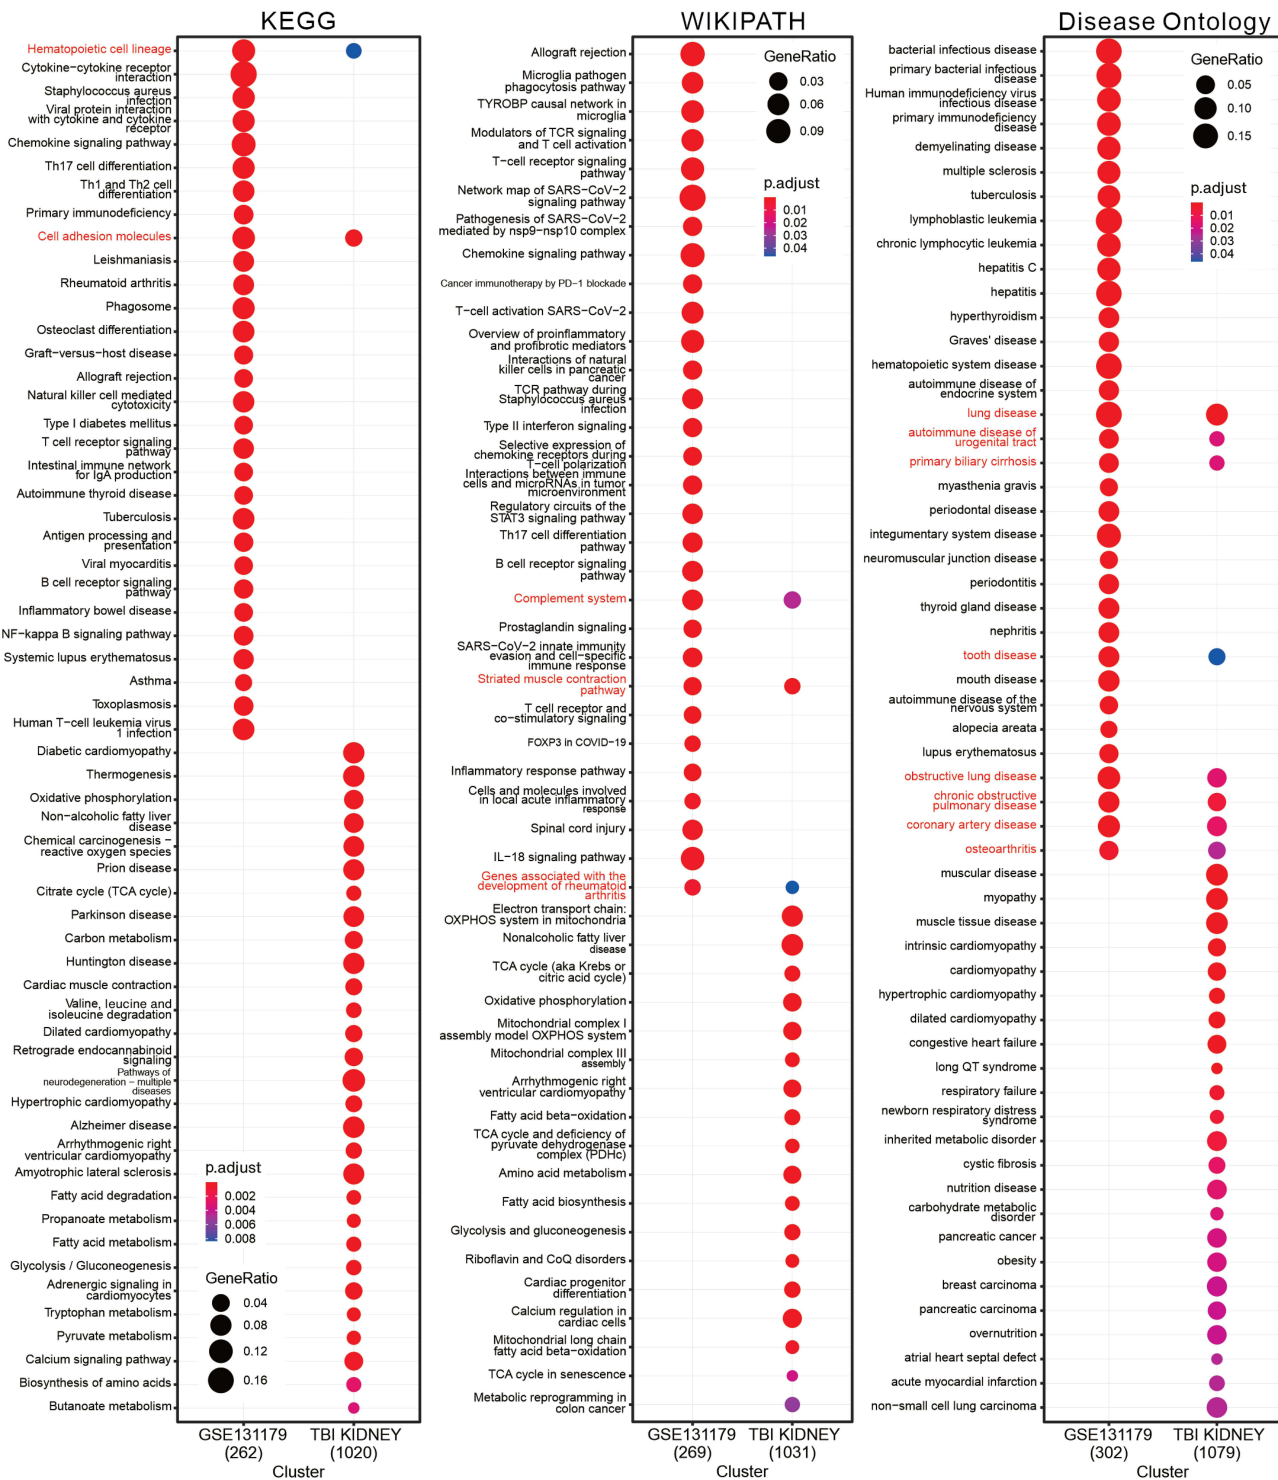 KEGG
Hematopoietic cell lineage
Cytokine−cytokine receptor
interaction
Staphylococcus aureus
infection
Viral protein interaction
with cytokine and cytokine
receptor
Chemokine signaling pathway
Th17 cell differentiation
Th1 and Th2 cell
differentiation
Primary immunodeficiency
Cell adhesion molecules
Leishmaniasis
Rheumatoid arthritis
Phagosome
Osteoclast differentiation
Graft−versus−host disease
Allograft rejection
Natural killer cell mediated
cytotoxicity
Type I diabetes mellitus
T cell receptor signaling
pathway
Intestinal immune network
for IgA production
Autoimmune thyroid disease
Tuberculosis
Antigen processing and
presentation
Viral myocarditis
B cell receptor signaling
pathway
Inflammatory bowel disease
NF−kappa B signaling pathway
Systemic lupus erythematosus
Asthma
Toxoplasmosis
Human T−cell leukemia virus
1 infection
Diabetic cardiomyopathy
Thermogenesis
Oxidative phosphorylation
Non−alcoholic fatty liver
disease
Chemical carcinogenesis −
reactive oxygen species
Prion disease
Citrate cycle (TCA cycle)
Parkinson disease
Carbon metabolism
Huntington disease
Cardiac muscle contraction
Valine, leucine and
isoleucine degradation
Dilated cardiomyopathy
Retrograde endocannabinoid
signaling
Pathways of
neurodegeneration − multiple
diseases
Hypertrophic cardiomyopathy
Alzheimer disease
Arrhythmogenic right
ventricular cardiomyopathy
Amyotrophic lateral sclerosis
Fatty acid degradation
Propanoate metabolism
Fatty acid metabolism
Glycolysis / Gluconeogenesis
Adrenergic signaling in
cardiomyocytes
Tryptophan metabolism
Pyruvate metabolism
Calcium signaling pathway
Biosynthesis of amino acids
Butanoate metabolism
p.adjust
0.002
0.004
0.006
0.008
GeneRatio
0.04
0.08
0.12
0.16
GSE131179 TBI KIDNEY
(262) (1020)
Cluster
WIKIPATH
Allograft rejection
Microglia pathogen
phagocytosis pathway
TYROBP causal network in
microglia
Modulators of TCR signaling
and T cell activation
T−cell receptor signaling
pathway
Network map of SARS−CoV−2
signaling pathway
Pathogenesis of SARS−CoV−2
mediated by nsp9−nsp10 complex
Chemokine signaling pathway
Cancer immunotherapy by PD−1 blockade
T−cell activation SARS−CoV−2
Overview of proinflammatory
and profibrotic mediators
Interactions of natural
killer cells in pancreatic
cancer
TCR pathway during
Staphylococcus aureus
infection
Type II interferon signaling
Selective expression of
chemokine receptors during
T−cell polarization
Interactions between immune
cells and microRNAs in tumor
microenvironment
Regulatory circuits of the
STAT3 signaling pathway
Th17 cell differentiation
pathway
B cell receptor signaling
pathway
Complement system
Prostaglandin signaling
SARS−CoV−2 innate immunity
evasion and cell−specific
immune response
Striated muscle contraction
pathway
T cell receptor and
co−stimulatory signaling
FOXP3 in COVID−19
Inflammatory response pathway
Cells and molecules involved
in local acute inflammatory
response
Spinal cord injury
IL−18 signaling pathway
Genes associated with the
development of rheumatoid
arthritis
Electron transport chain:
OXPHOS system in mitochondria
Nonalcoholic fatty liver
disease
TCA cycle (aka Krebs or
citric acid cycle)
Oxidative phosphorylation
Mitochondrial complex I
assembly model OXPHOS system
Mitochondrial complex III
assembly
Arrhythmogenic right
ventricular cardiomyopathy
Fatty acid beta−oxidation
TCA cycle and deficiency of
pyruvate dehydrogenase
complex (PDHc)
Amino acid metabolism
Fatty acid biosynthesis
Glycolysis and gluconeogenesis
Riboflavin and CoQ disorders
Cardiac progenitor
differentiation
Calcium regulation in
cardiac cells
Mitochondrial long chain
fatty acid beta−oxidation
TCA cycle in senescence
Metabolic reprogramming in
colon cancer
GeneRatio
0.03
0.06
0.09
p.adjust
0.01
0.02
0.03
0.04
GSE131179 TBI KIDNEY
(269) (1031)
Cluster
Disease Ontology
bacterial infectious disease
primary bacterial infectious
disease
Human immunodeficiency virus
infectious disease
primary immunodeficiency
disease
demyelinating disease
multiple sclerosis
tuberculosis
lymphoblastic leukemia
chronic lymphocytic leukemia
hepatitis C
hepatitis
hyperthyroidism
Graves' disease
hematopoietic system disease
autoimmune disease of
endocrine system
lung disease
autoimmune disease of
urogenital tract
primary biliary cirrhosis
myasthenia gravis
periodontal disease
integumentary system disease
neuromuscular junction disease
periodontitis
thyroid gland disease
nephritis
tooth disease
mouth disease
autoimmune disease of the
nervous system
alopecia areata
lupus erythematosus
obstructive lung disease
chronic obstructive
pulmonary disease
coronary artery disease
osteoarthritis
muscular disease
myopathy
muscle tissue disease
intrinsic cardiomyopathy
cardiomyopathy
hypertrophic cardiomyopathy
dilated cardiomyopathy
congestive heart failure
long QT syndrome
respiratory failure
newborn respiratory distress
syndrome
inherited metabolic disorder
cystic fibrosis
nutrition disease
carbohydrate metabolic
disorder
pancreatic cancer
obesity
breast carcinoma
pancreatic carcinoma
overnutrition
atrial heart septal defect
acute myocardial infarction
non−small cell lung carcinoma
GeneRatio
0.05
0.10
0.15
p.adjust
0.01
0.02
0.03
0.04
GSE131179 TBI KIDNEY
(302) (1079)
Cluster